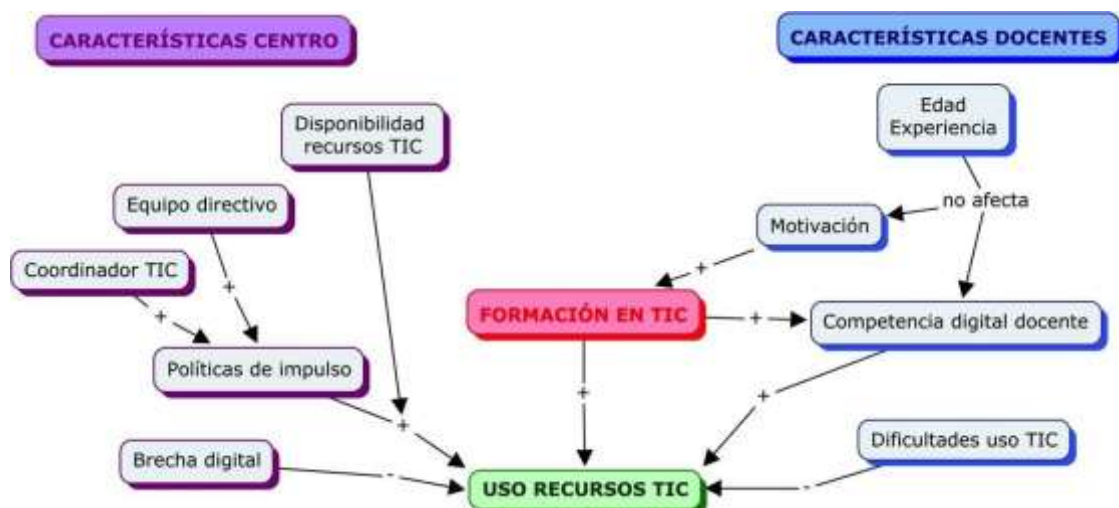 CARACTERÍSTICAS CENTRO
CARACTERÍSTICAS DOCENTES
Disponibilidad
recursos TIC
Edad
Experiencia
Equipo directivo
no afecta
Motivación
Coordinador TIC
+
+
+
FORMACIÓN EN TIC
+
Competencia digital docente
Políticas de impulso
+
+
+
Brecha digital
-
USO RECURSOS TIC
-
Dificultades uso TIC